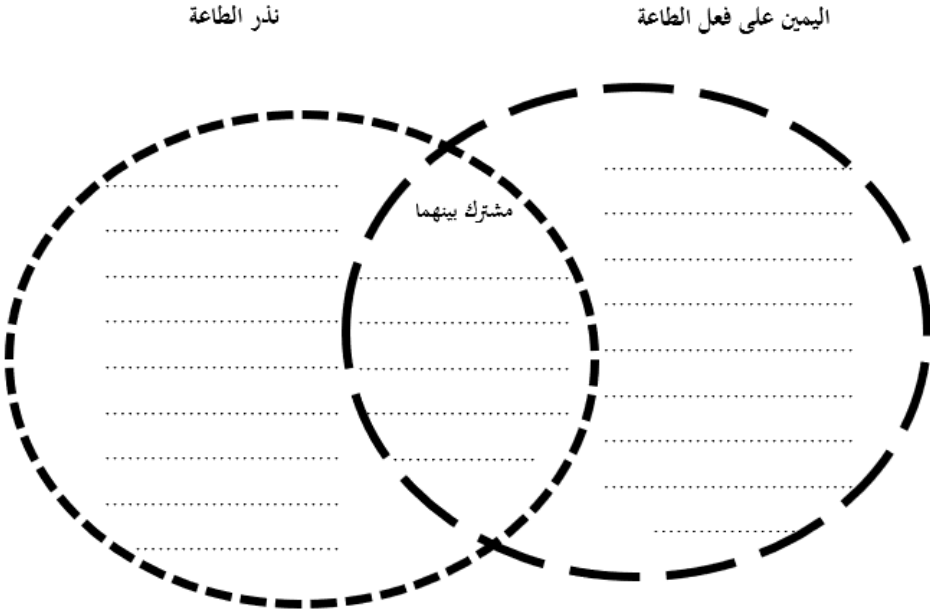 اليمين على فعل الطاعة
نذر الطاعة
مشترك بينهما